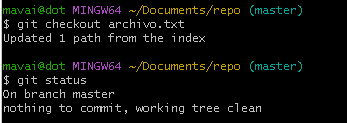 mavai@dot MINGW64 ~/Documents/repo (master)
$ git checkout archivo.txt
Updated 1 path from the index
mavai@dot MINGW64 ~/Documents/repo (master)
$ git status
On branch master
nothing to commit, working tree clean